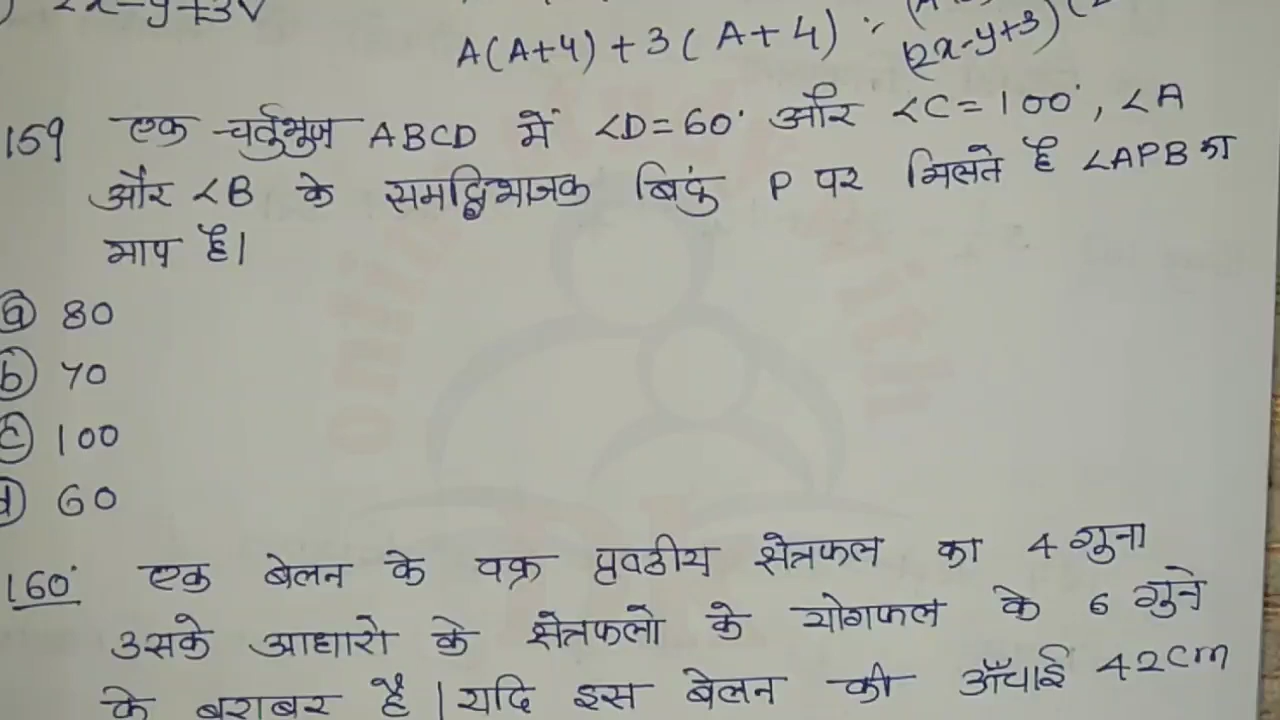 2x-y+3
A(A+4)+3(A+4)
(2x-y+3)
159 एक चर्तुभुज ABCD में ∠D=60° और ∠C=100°, ∠A
और ∠B के समद्विभाजक बिंदु P पर मिलते है ∠APB का
माप है।
ⓐ 80
ⓑ 70
ⓒ 100
ⓓ 60
160° एक बेलन के वक्र पृष्ठीय क्षेत्रफल का 4 गुना
उसके आधारो के क्षेत्रफलो के योगफल के 6 गुने
के बराबर है। यदि इस बेलन की ऊँचाई 42cm